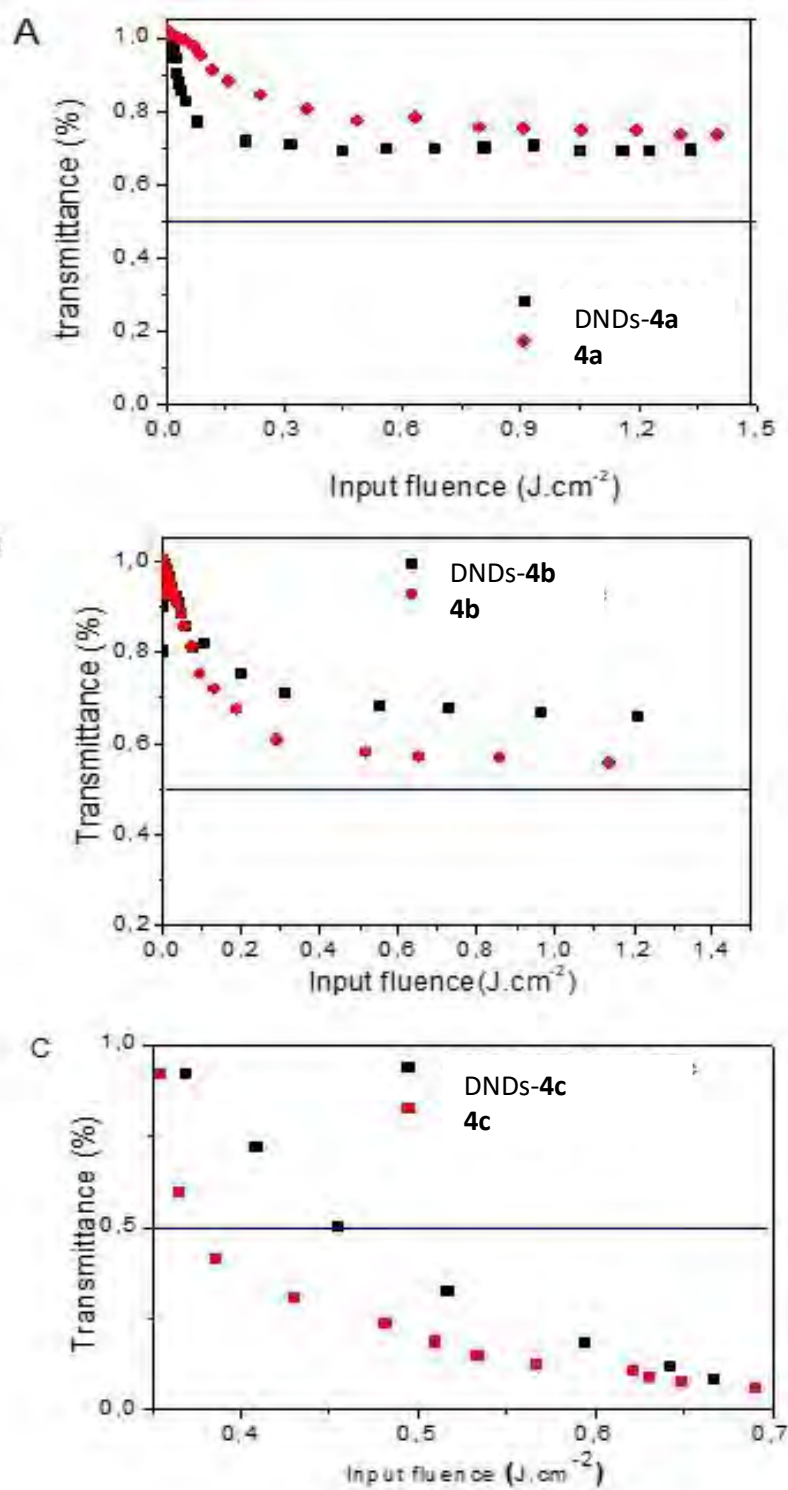 A
transmittance (%)
1.0
0.8
0.6
0.4
0.2
0.0
DNDs-4a
4a
0,0 0,3 0,6 0,9 1,2 1,5
Input fluence (J.cm-2)
Transmittance (%)
1.0
0.8
0.6
0.4
0.2
DNDs-4b
4b
0.0 0.2 0.4 0.6 0.8 1.0 1.2 1.4
Input fluence(J.cm-2)
C
Transmittance (%)
1,0
0,5
0,0
DNDs-4c
4c
0,4 0,5 0,6 0,7
Input fluence (J.cm-2)